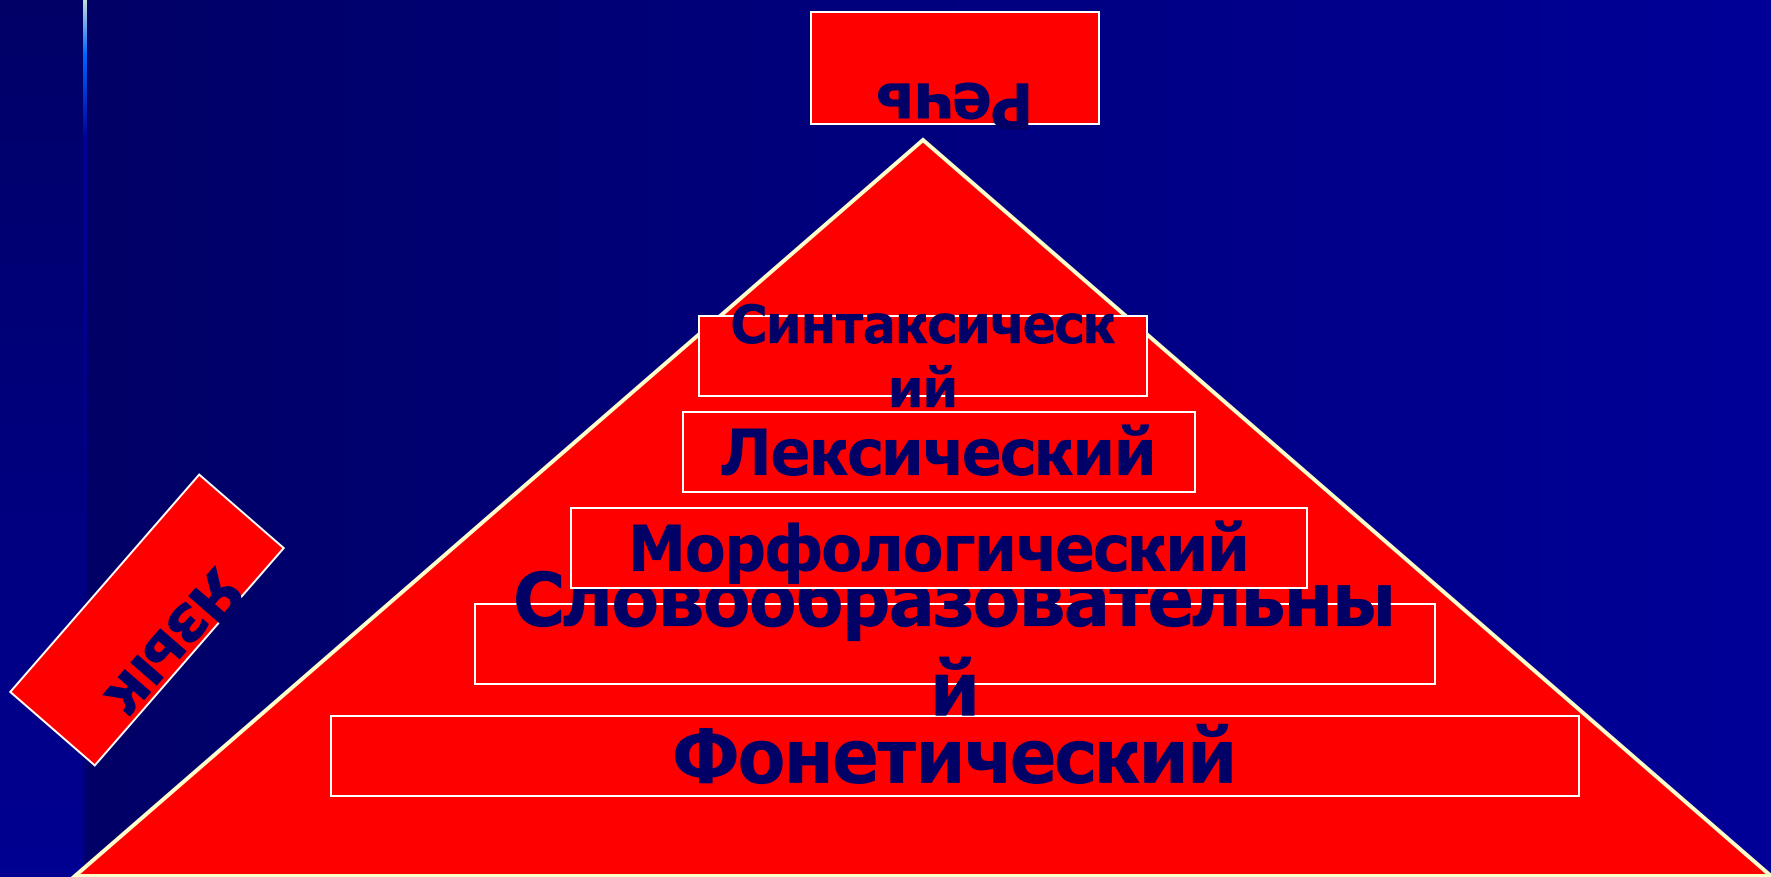 Речь
Синтаксическ
ий
Лексический
Морфологический
Словообразовательны
й
Фонетический
Язык